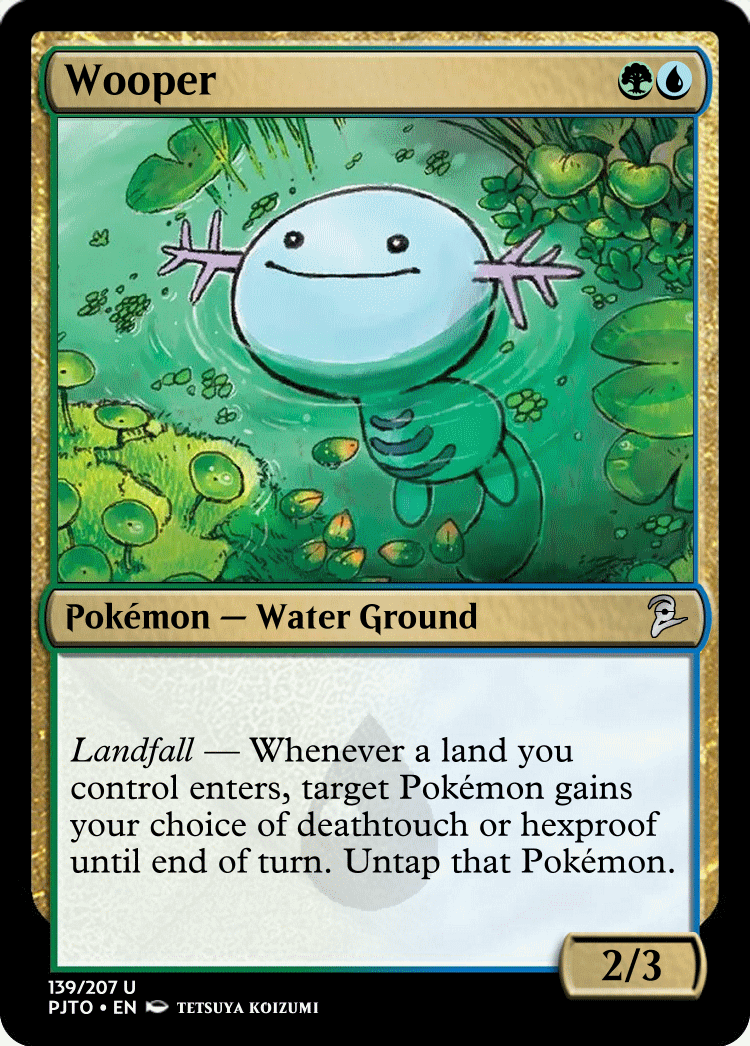 Wooper
Pokémon — Water Ground
Landfall — Whenever a land you
control enters, target Pokémon gains
your choice of deathtouch or hexproof
until end of turn. Untap that Pokémon.
2/3
139/207 U
PJTO • EN TETSUYA KOIZUMI